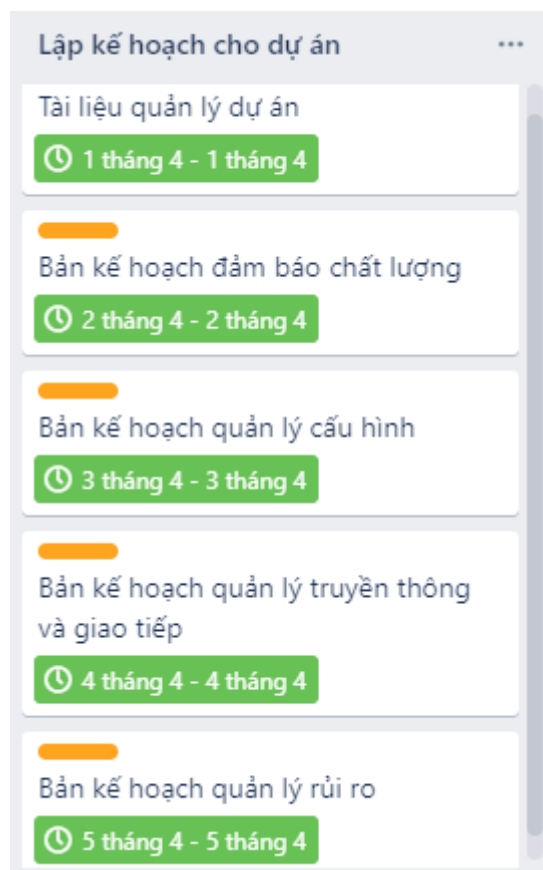 Lập kế hoạch cho dự án
Tài liệu quản lý dự án
1 tháng 4 - 1 tháng 4
Bản kế hoạch đảm báo chất lượng
2 tháng 4 - 2 tháng 4
Bản kế hoạch quản lý cấu hình
3 tháng 4 - 3 tháng 4
Bản kế hoạch quản lý truyền thông
và giao tiếp
4 tháng 4 - 4 tháng 4
Bản kế hoạch quản lý rủi ro
5 tháng 4 - 5 tháng 4